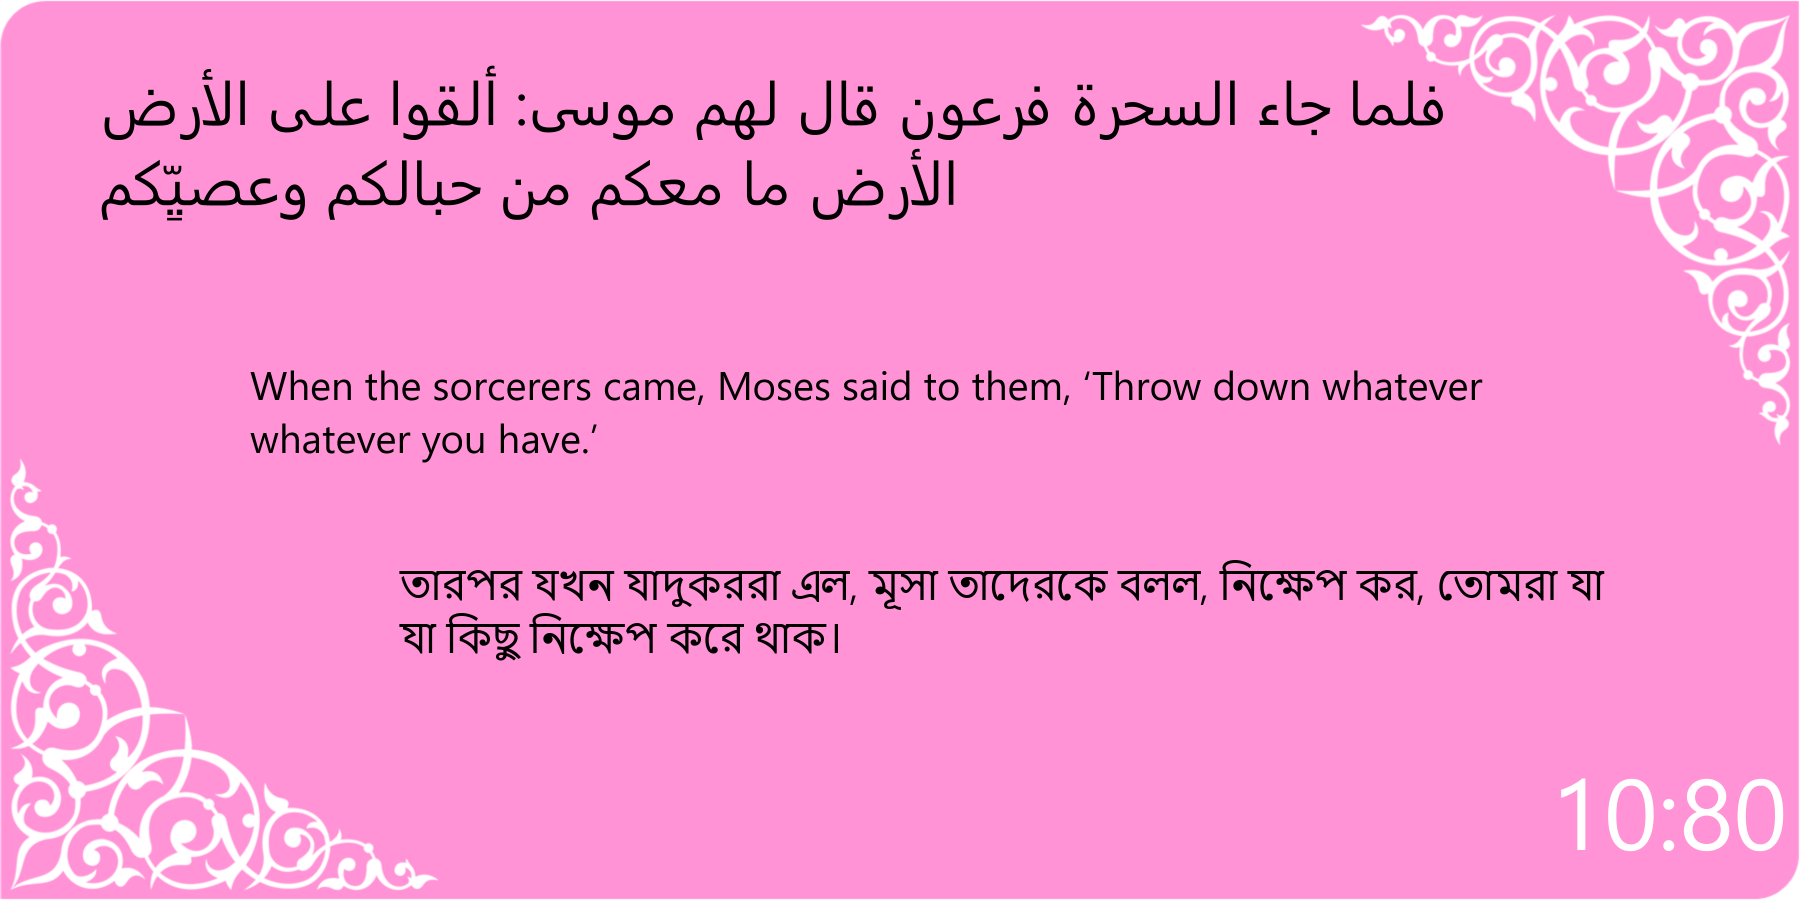 فلما جاء السحرة فرعون قال لهم موسى: ألقوا على الأرض
الأرض ما معكم من حبالكم وعصيِّكم
When the sorcerers came, Moses said to them, ‘Throw down whatever
whatever you have.’
তারপর যখন যাদুকররা এল, মূসা তাদেরকে বলল, নিক্ষেপ কর, তোমরা যা
যা কিছু নিক্ষেপ করে থাক।
10:80